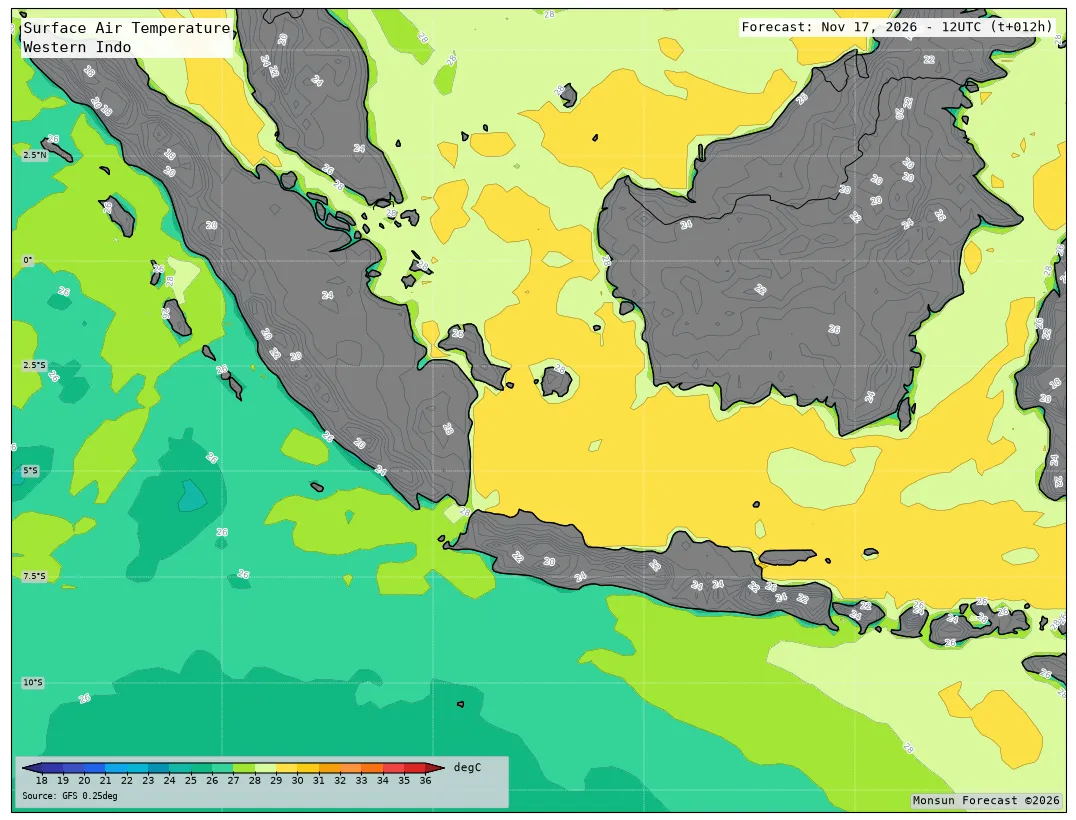 Surface Air Temperature
Western Indo
Forecast: Nov 17, 2026 - 12UTC (t+012h)
2.5°N
0°
2.5°S
5°S
7.5°S
10°S
degC
18 19 20 21 22 23 24 25 26 27 28 29 30 31 32 33 34 35 36
Source: GFS 0.25deg
Monsun Forecast ©2026